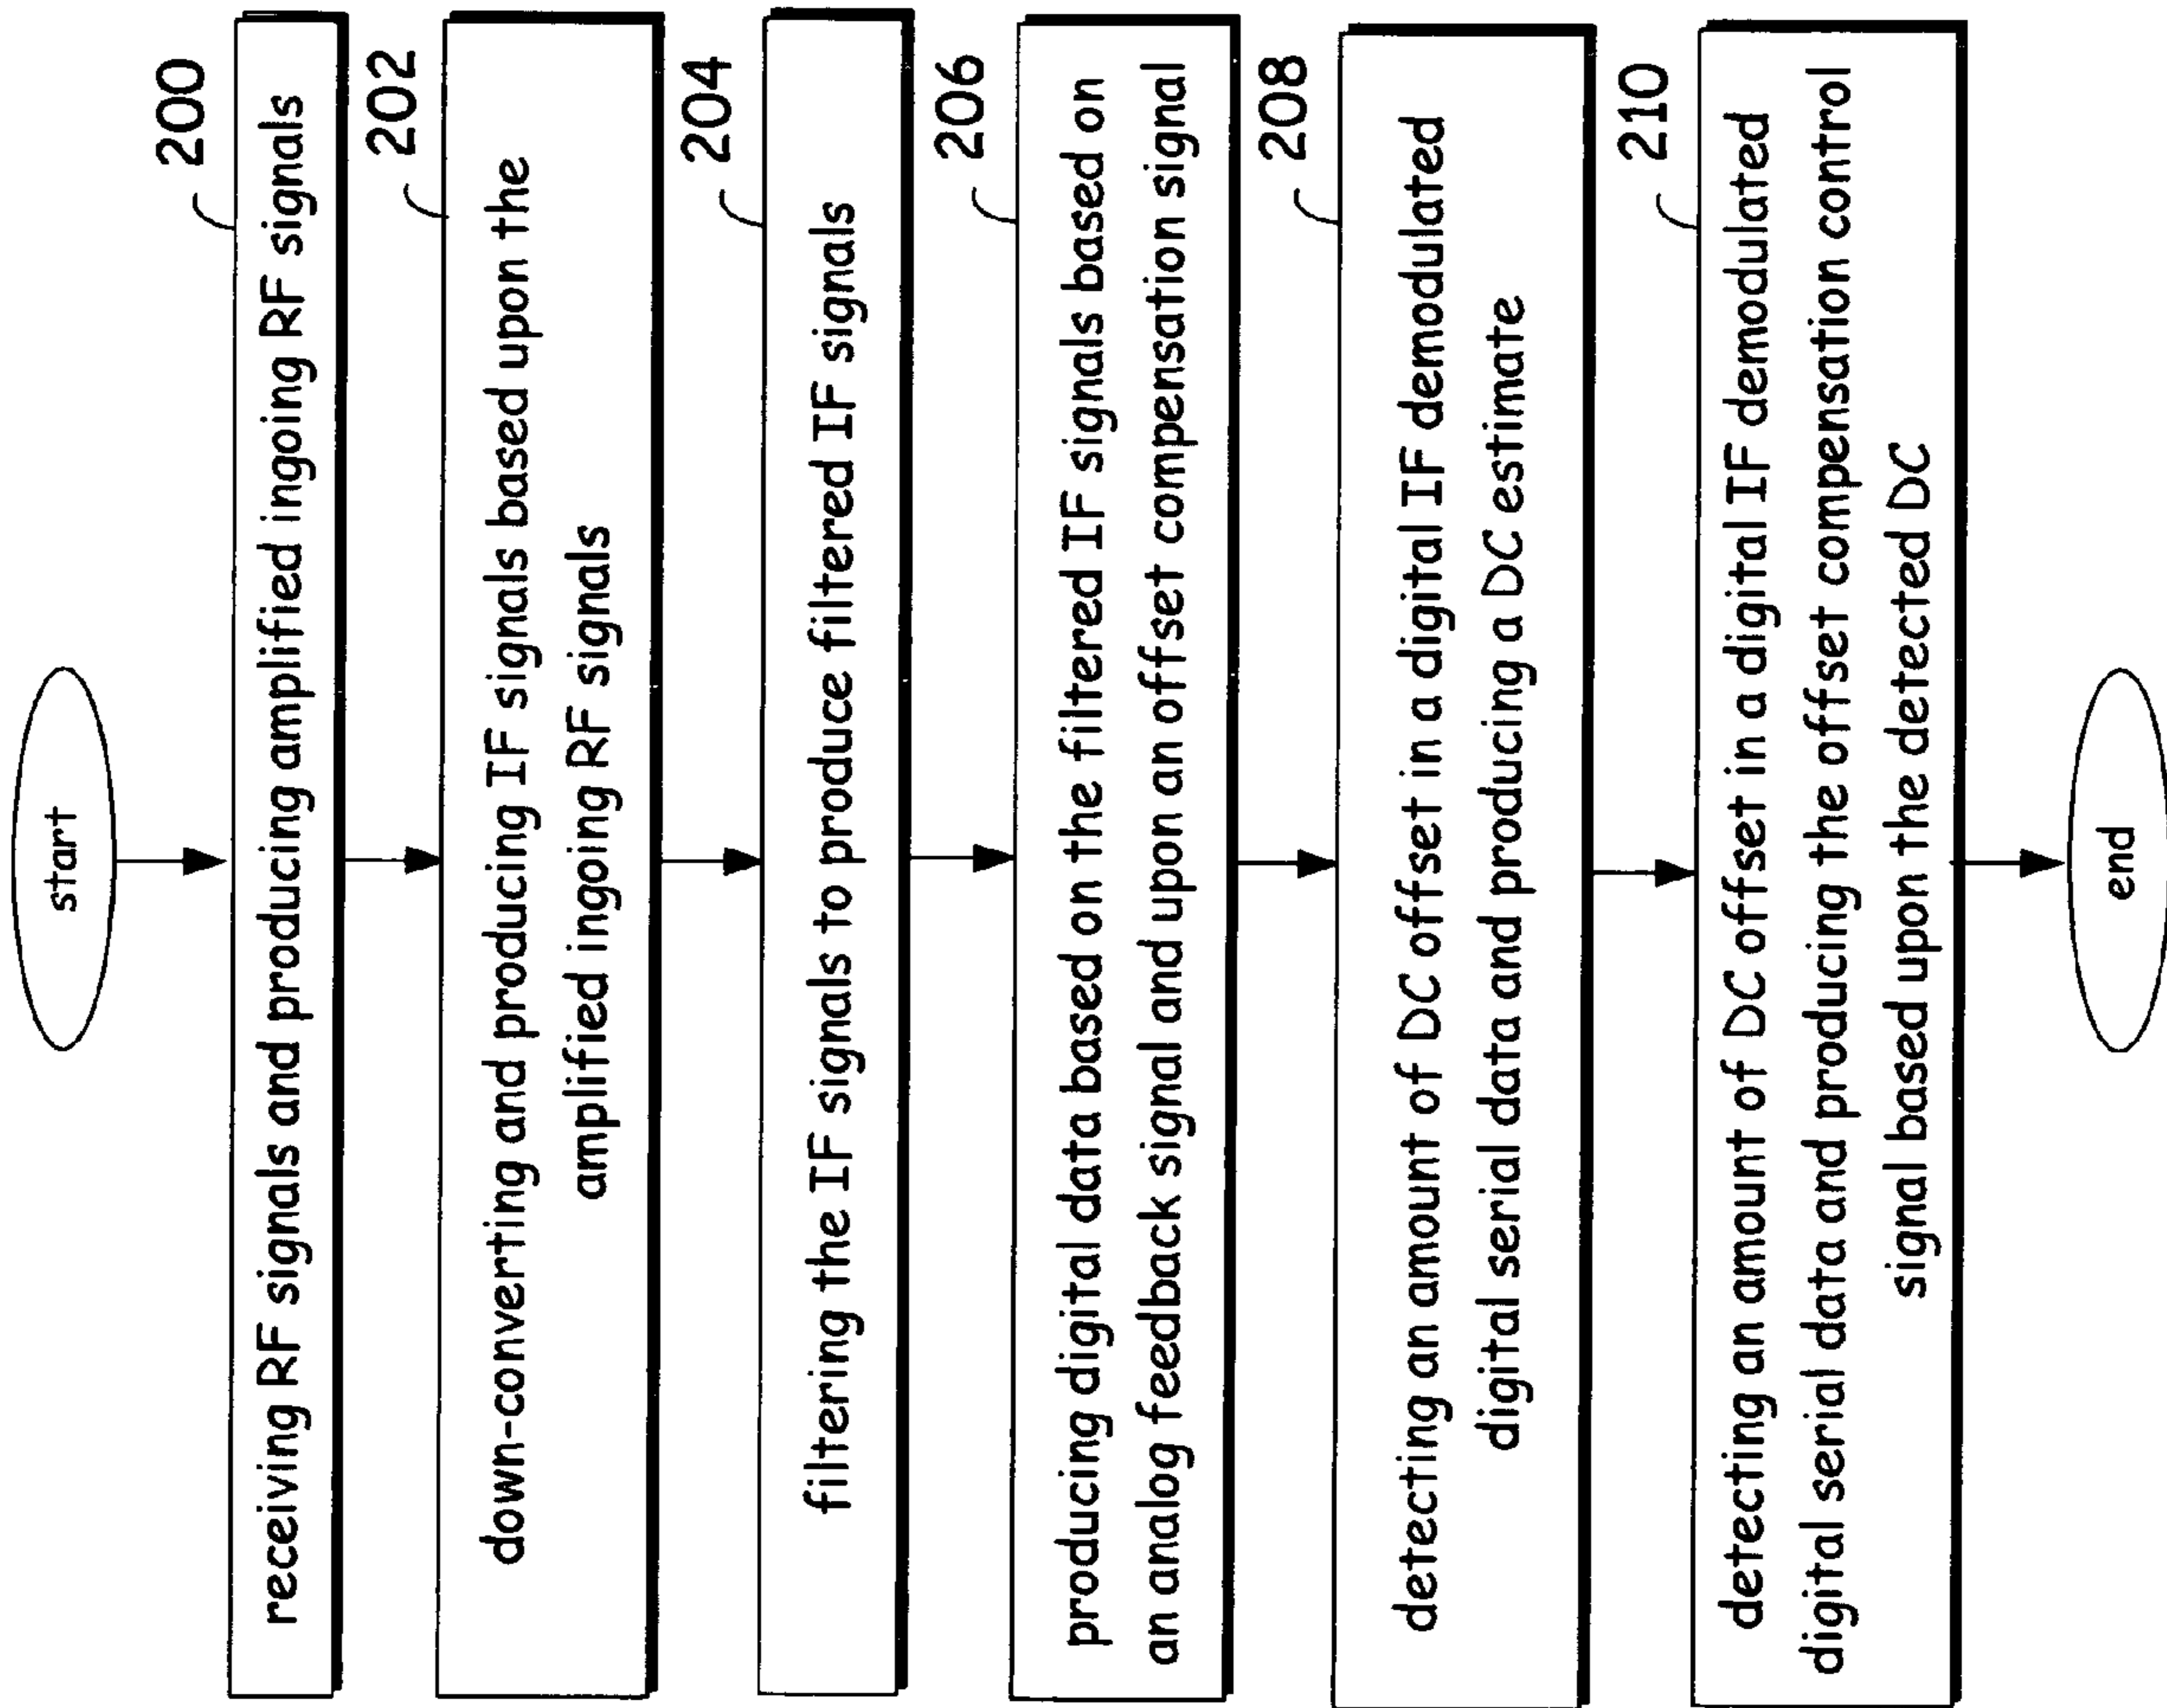 start
200
receiving RF signals and producing amplified ingoing RF signals
202
down-converting and producing IF signals based upon the
amplified ingoing RF signals
204
filtering the IF signals to produce filtered IF signals
206
producing digital data based on the filtered IF signals based on
an analog feedback signal and upon an offset compensation signal
208
detecting an amount of DC offset in a digital IF demodulated
digital serial data and producing a DC estimate
210
detecting an amount of DC offset in a digital IF demodulated
digital serial data and producing the offset compensation control
signal based upon the detected DC
end